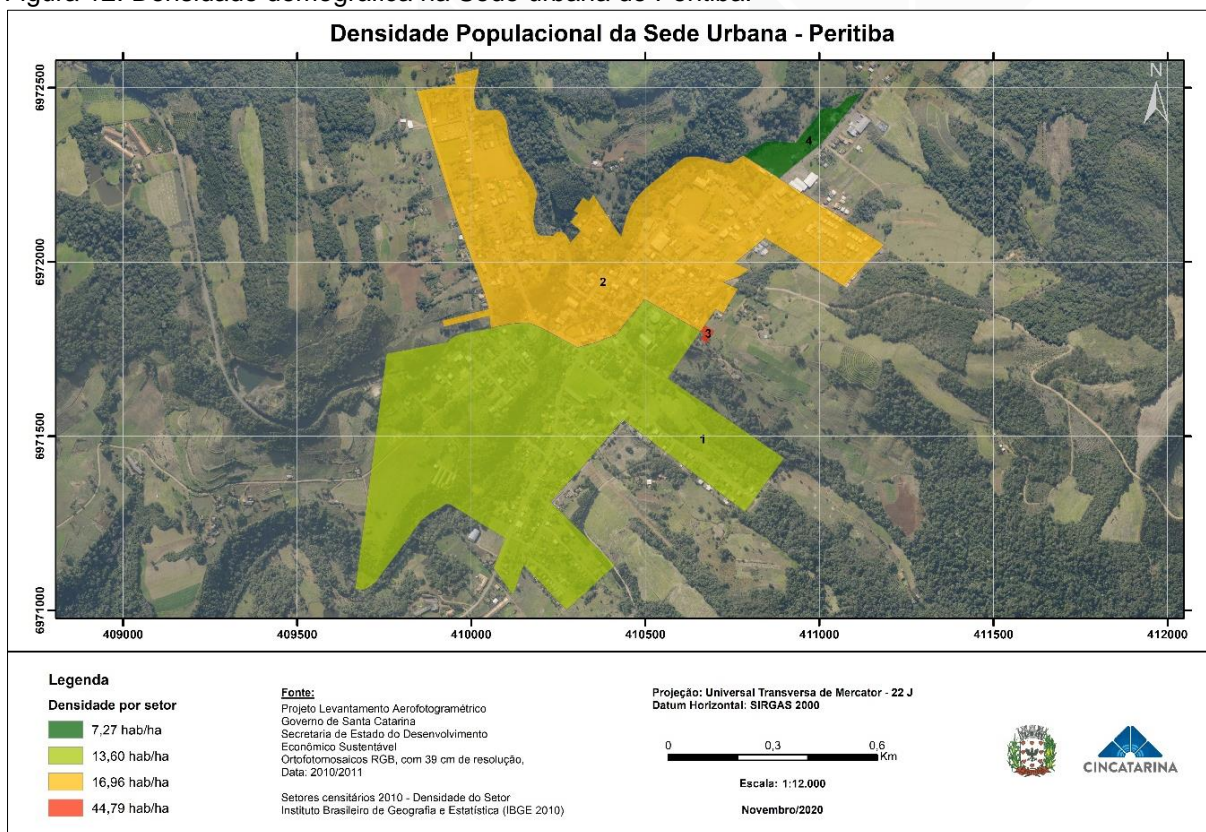 Figura 12: Densidade demográfica na Sede urbana de Peritiba.
Densidade Populacional da Sede Urbana - Peritiba
N
6972500
6972000
6971500
6971000
4
2
3
1
409000 409500 410000 410500 411000 411500 412000
Legenda
Densidade por setor
7,27 hab/ha
13,60 hab/ha
16,96 hab/ha
44,79 hab/ha
Fonte:
Projeto Levantamento Aerofotogramétrico
Governo de Santa Catarina
Secretaria de Estado do Desenvolvimento
Econômico Sustentável
Ortofotomosaicos RGB, com 39 cm de resolução,
Data: 2010/2011
Setores censitários 2010 - Densidade do Setor
Instituto Brasileiro de Geografia e Estatística (IBGE 2010)
Projeção: Universal Transversa de Mercator - 22 J
Datum Horizontal: SIRGAS 2000
0 0,3 0,6
Km
Escala: 1:12.000
Novembro/2020
CINCATARINA